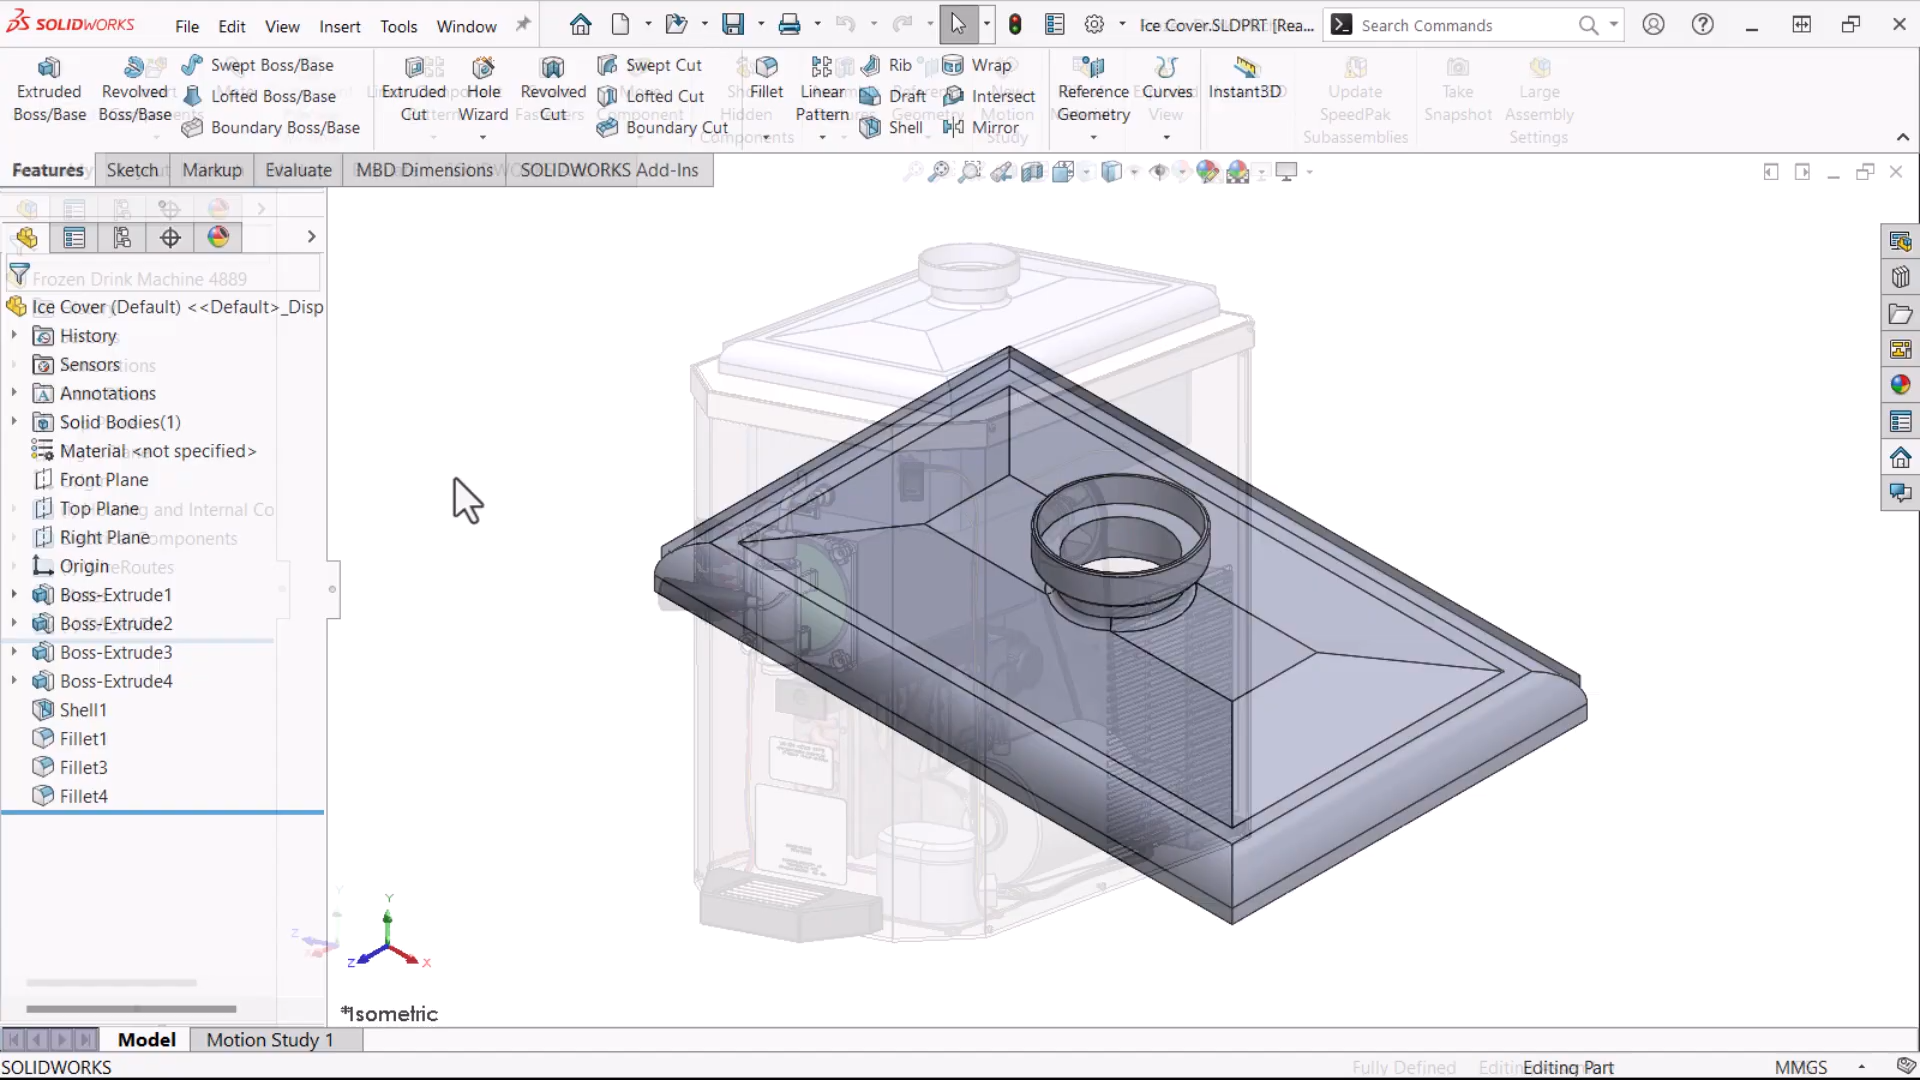 SOLIDWORKS
File Edit View Insert Tools Window
Ice Cover.SLDPRT [Rea...
Search Commands
Extruded Boss/Base
Revolved Boss/Base
Swept Boss/Base
Lofted Boss/Base
Boundary Boss/Base
Extruded Cut
Hole Wizard
Revolved Cut
Swept Cut
Lofted Cut
Boundary Cut
Fillet
Linear Pattern
Rib
Draft
Shell
Wrap
Intersect
Mirror
Reference Geometry
Curves
Instant3D
Update SpeedPak Subassemblies
Take Snapshot
Large Assembly Settings
Features Sketch Markup Evaluate MBD Dimensions SOLIDWORKS Add-Ins
Frozen Drink Machine 4889
Ice Cover (Default) <<Default>_Disp
History
Sensors
Annotations
Solid Bodies(1)
Material <not specified>
Front Plane
Top Plane
Right Plane
Origin
Boss-Extrude1
Boss-Extrude2
Boss-Extrude3
Boss-Extrude4
Shell1
Fillet1
Fillet3
Fillet4
Y
Z X
*Isometric
Model Motion Study 1
SOLIDWORKS
Fully Defined
Editing Part
MMGS